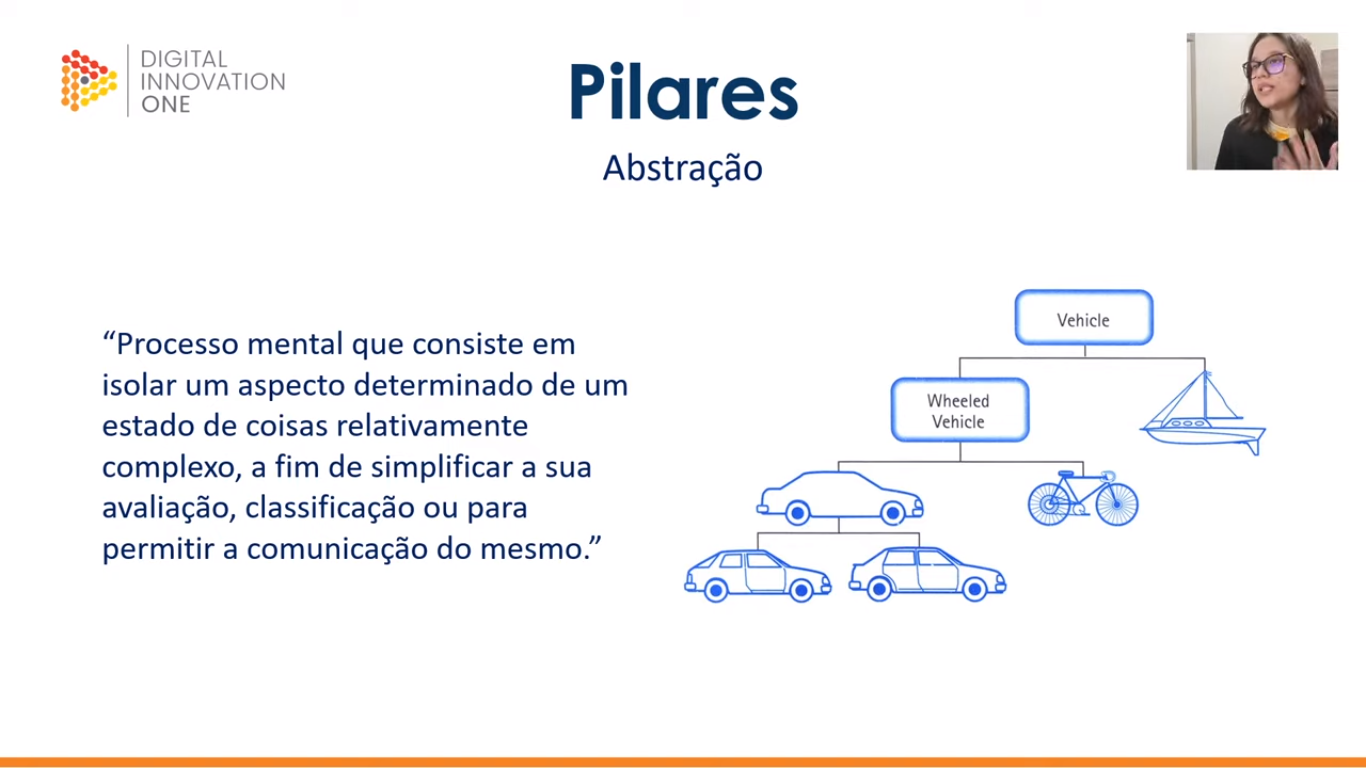 DIGITAL
INNOVATION
ONE
Pilares
Abstração
“Processo mental que consiste em
isolar um aspecto determinado de um
estado de coisas relativamente
complexo, a fim de simplificar a sua
avaliação, classificação ou para
permitir a comunicação do mesmo.”
Vehicle
Wheeled
Vehicle